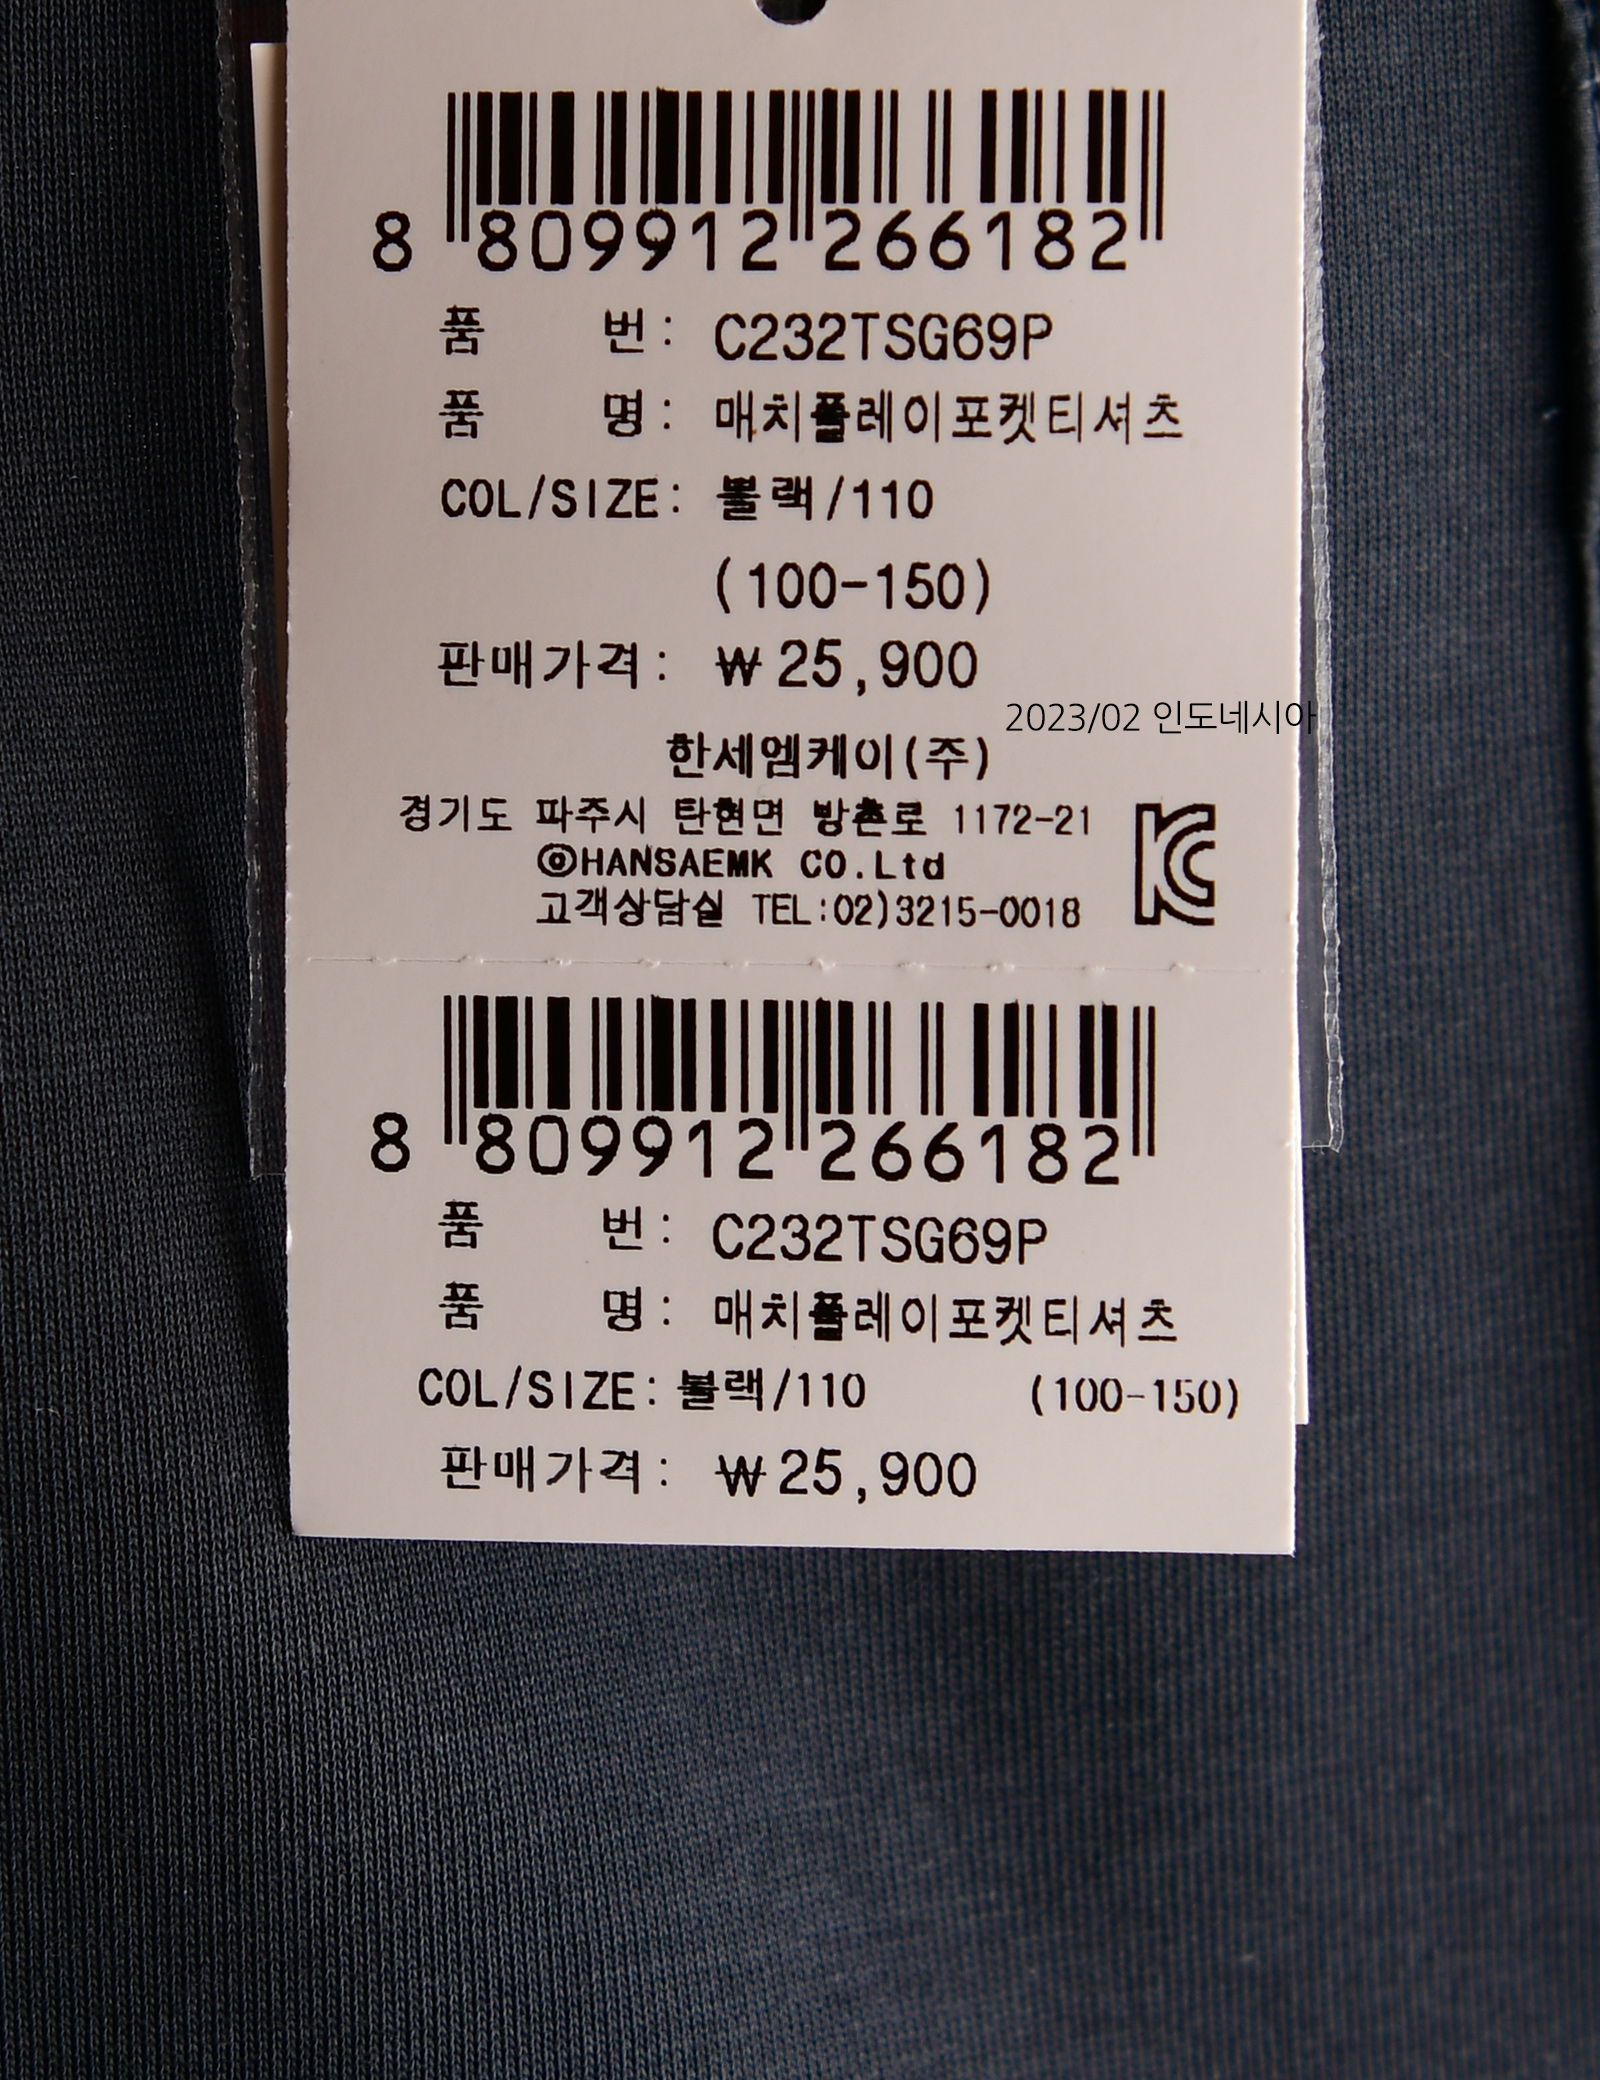 8 809912 266182
품 번: C232TSG69P
품 명: 매치플레이포켓티셔츠
COL/SIZE: 블랙/110
(100-150)
판매가격: ₩25,900
2023/02 인도네시아
한세엠케이(주)
경기도 파주시 탄현면 방촌로 1172-21
ⓒHANSAEMK CO.Ltd
고객상담실 TEL:02)3215-0018
8 809912 266182
품 번: C232TSG69P
품 명: 매치플레이포켓티셔츠
COL/SIZE: 블랙/110 (100-150)
판매가격: ₩25,900